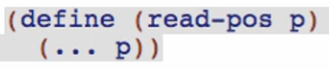 (define (read-pos p)
(... p))